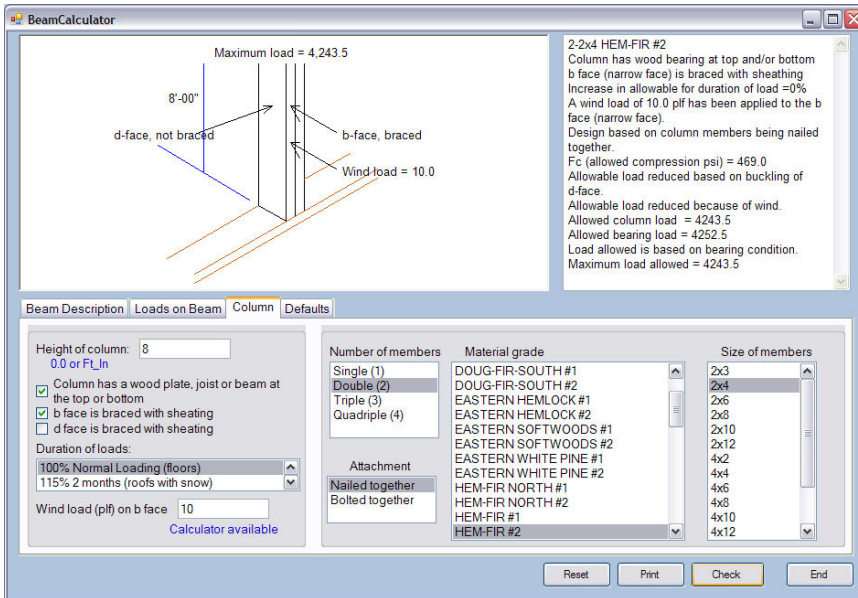 BeamCalculator
Maximum load = 4,243.5
8'-00"
d-face, not braced
b-face, braced
Wind load = 10.0
2-2x4 HEM-FIR #2
Column has wood bearing at top and/or bottom
b face (narrow face) is braced with sheathing
Increase in allowable for duration of load =0%
A wind load of 10.0 plf has been applied to the b
face (narrow face).
Design based on column members being nailed
together.
Fc (allowed compression psi) = 469.0
Allowable load reduced based on buckling of
d-face.
Allowable load reduced because of wind.
Allowed column load = 4243.5
Allowed bearing load = 4252.5
Load allowed is based on bearing condition.
Maximum load allowed = 4243.5
Beam Description
Loads on Beam
Column
Defaults
Height of column: 8
0.0 or Ft_In
Column has a wood plate, joist or beam at
the top or bottom
b face is braced with sheating
d face is braced with sheating
Duration of loads:
100% Normal Loading (floors)
115% 2 months (roofs with snow)
Wind load (plf) on b face 10
Calculator available
Number of members
Single (1)
Double (2)
Triple (3)
Quadriple (4)
Attachment
Nailed together
Bolted together
Material grade
DOUG-FIR-SOUTH #1
DOUG-FIR-SOUTH #2
EASTERN HEMLOCK #1
EASTERN HEMLOCK #2
EASTERN SOFTWOODS #1
EASTERN SOFTWOODS #2
EASTERN WHITE PINE #1
EASTERN WHITE PINE #2
HEM-FIR NORTH #1
HEM-FIR NORTH #2
HEM-FIR #1
HEM-FIR #2
Size of members
2x3
2x4
2x6
2x8
2x10
2x12
4x2
4x4
4x6
4x8
4x10
4x12
Reset
Print
Check
End